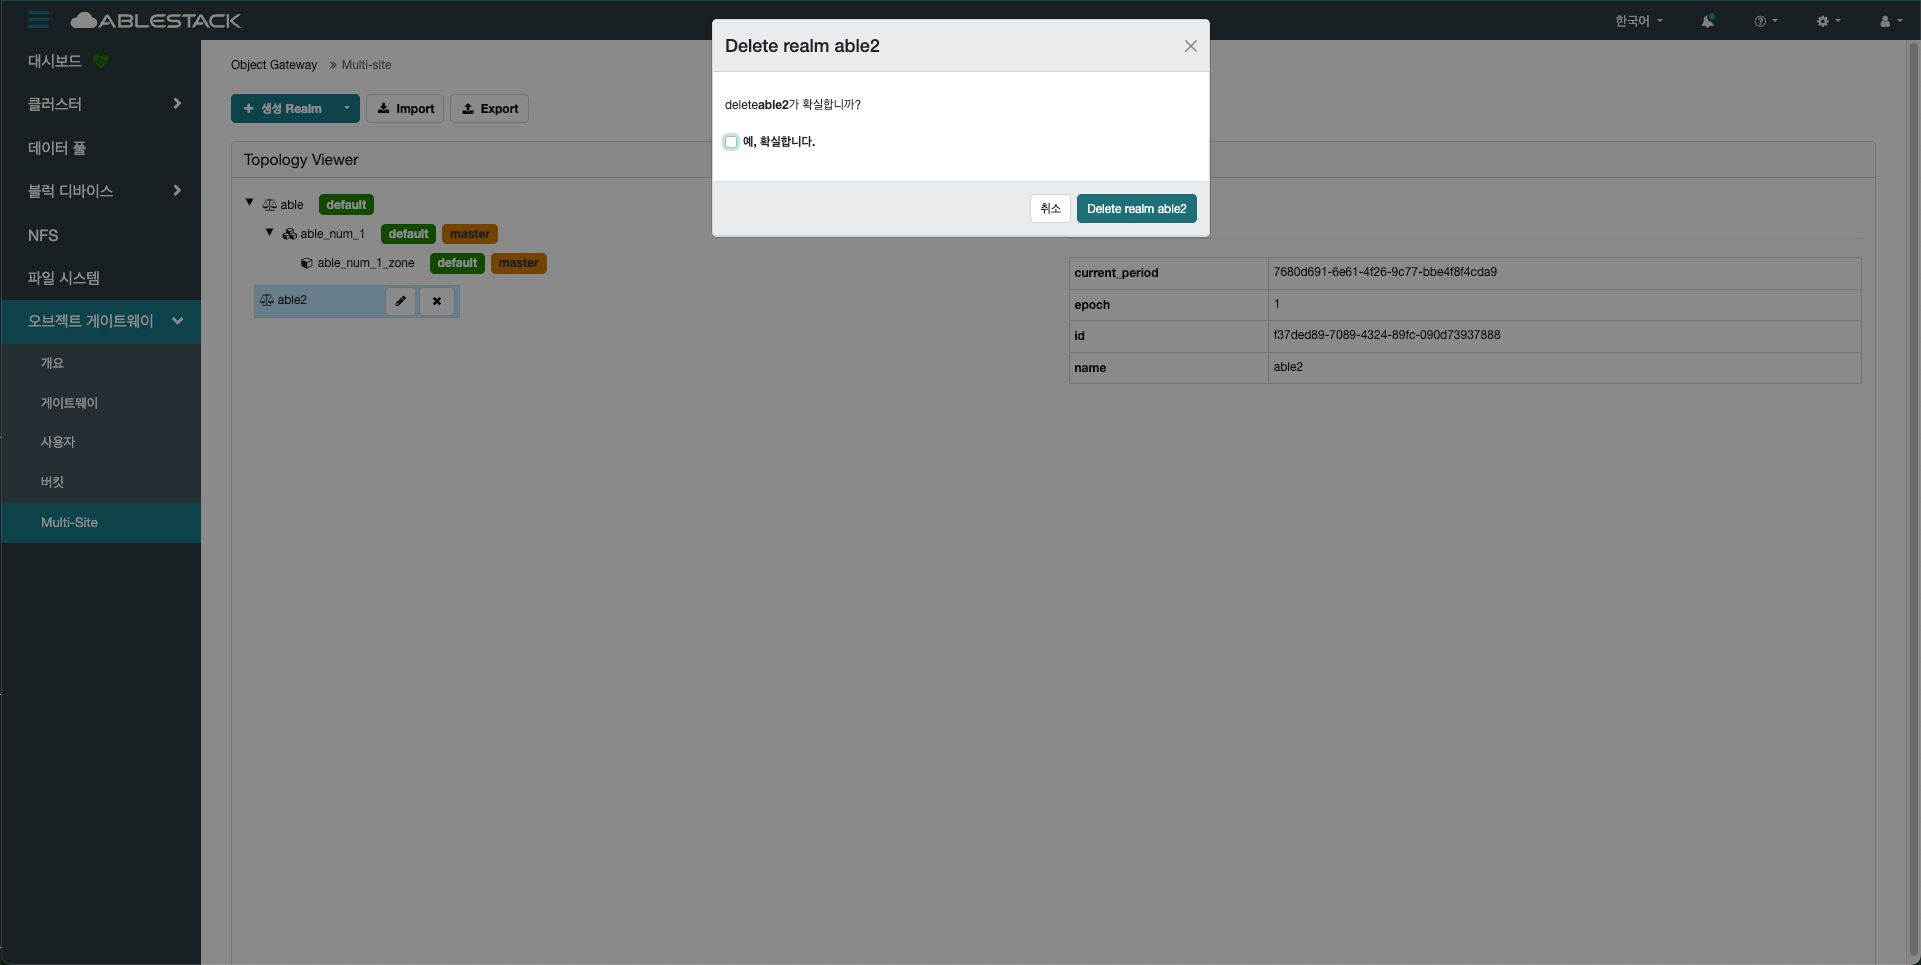 ABLESTACK
한국어
Delete realm able2
deleteable2가 확실합니까?
예, 확실합니다.
취소
Delete realm able2
대시보드
클러스터
데이터 풀
블럭 디바이스
NFS
파일 시스템
오브젝트 게이트웨이
개요
게이트웨이
사용자
버킷
Multi-Site
Object Gateway » Multi-site
생성 Realm
Import
Export
Topology Viewer
able default
able_num_1 default master
able_num_1_zone default master
able2
current_period 7680d691-6e61-4f26-9c77-bbe4f8f4cda9
epoch 1
id f37ded89-7089-4324-89fc-090d73937888
name able2